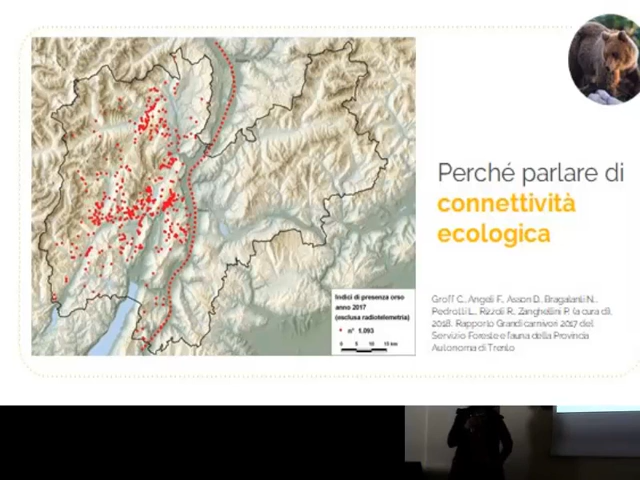 Perché parlare di
connettività
ecologica
Groff C., Angeli F., Asson D., Bragalanti N.,
Pedrotti L., Rizzoli R., Zanghellini P. (a cura di),
2018. Rapporto Grandi carnivori 2017 del
Servizio Foreste e fauna della Provincia
Autonoma di Trento
Indici di presenza orso
anno 2017
(esclusa radiotelemetria)
n° 1.093
0 5 10 15 km